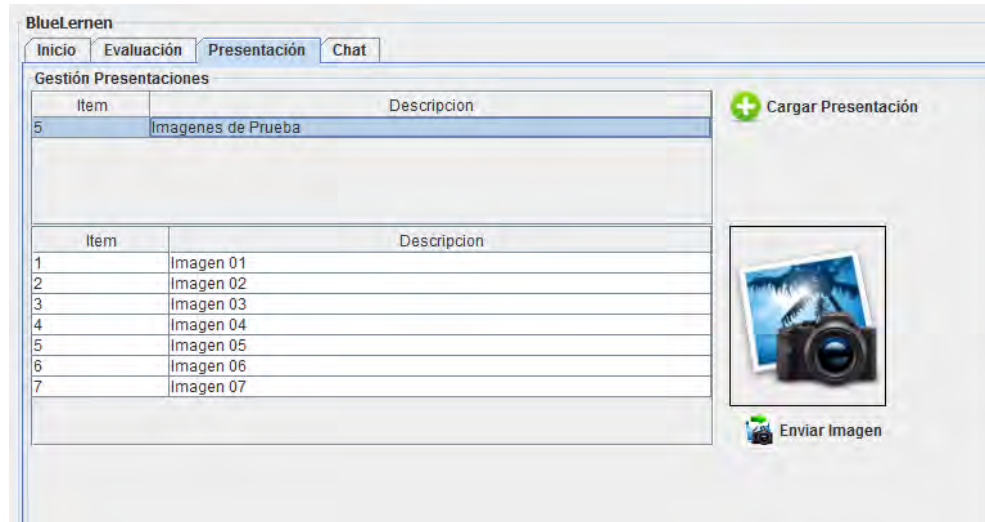 BlueLernen
Inicio Evaluación Presentación Chat
Gestión Presentaciones
Item Descripcion
5 Imagenes de Prueba
Cargar Presentación
Item Descripcion
1 Imagen 01
2 Imagen 02
3 Imagen 03
4 Imagen 04
5 Imagen 05
6 Imagen 06
7 Imagen 07
Enviar Imagen